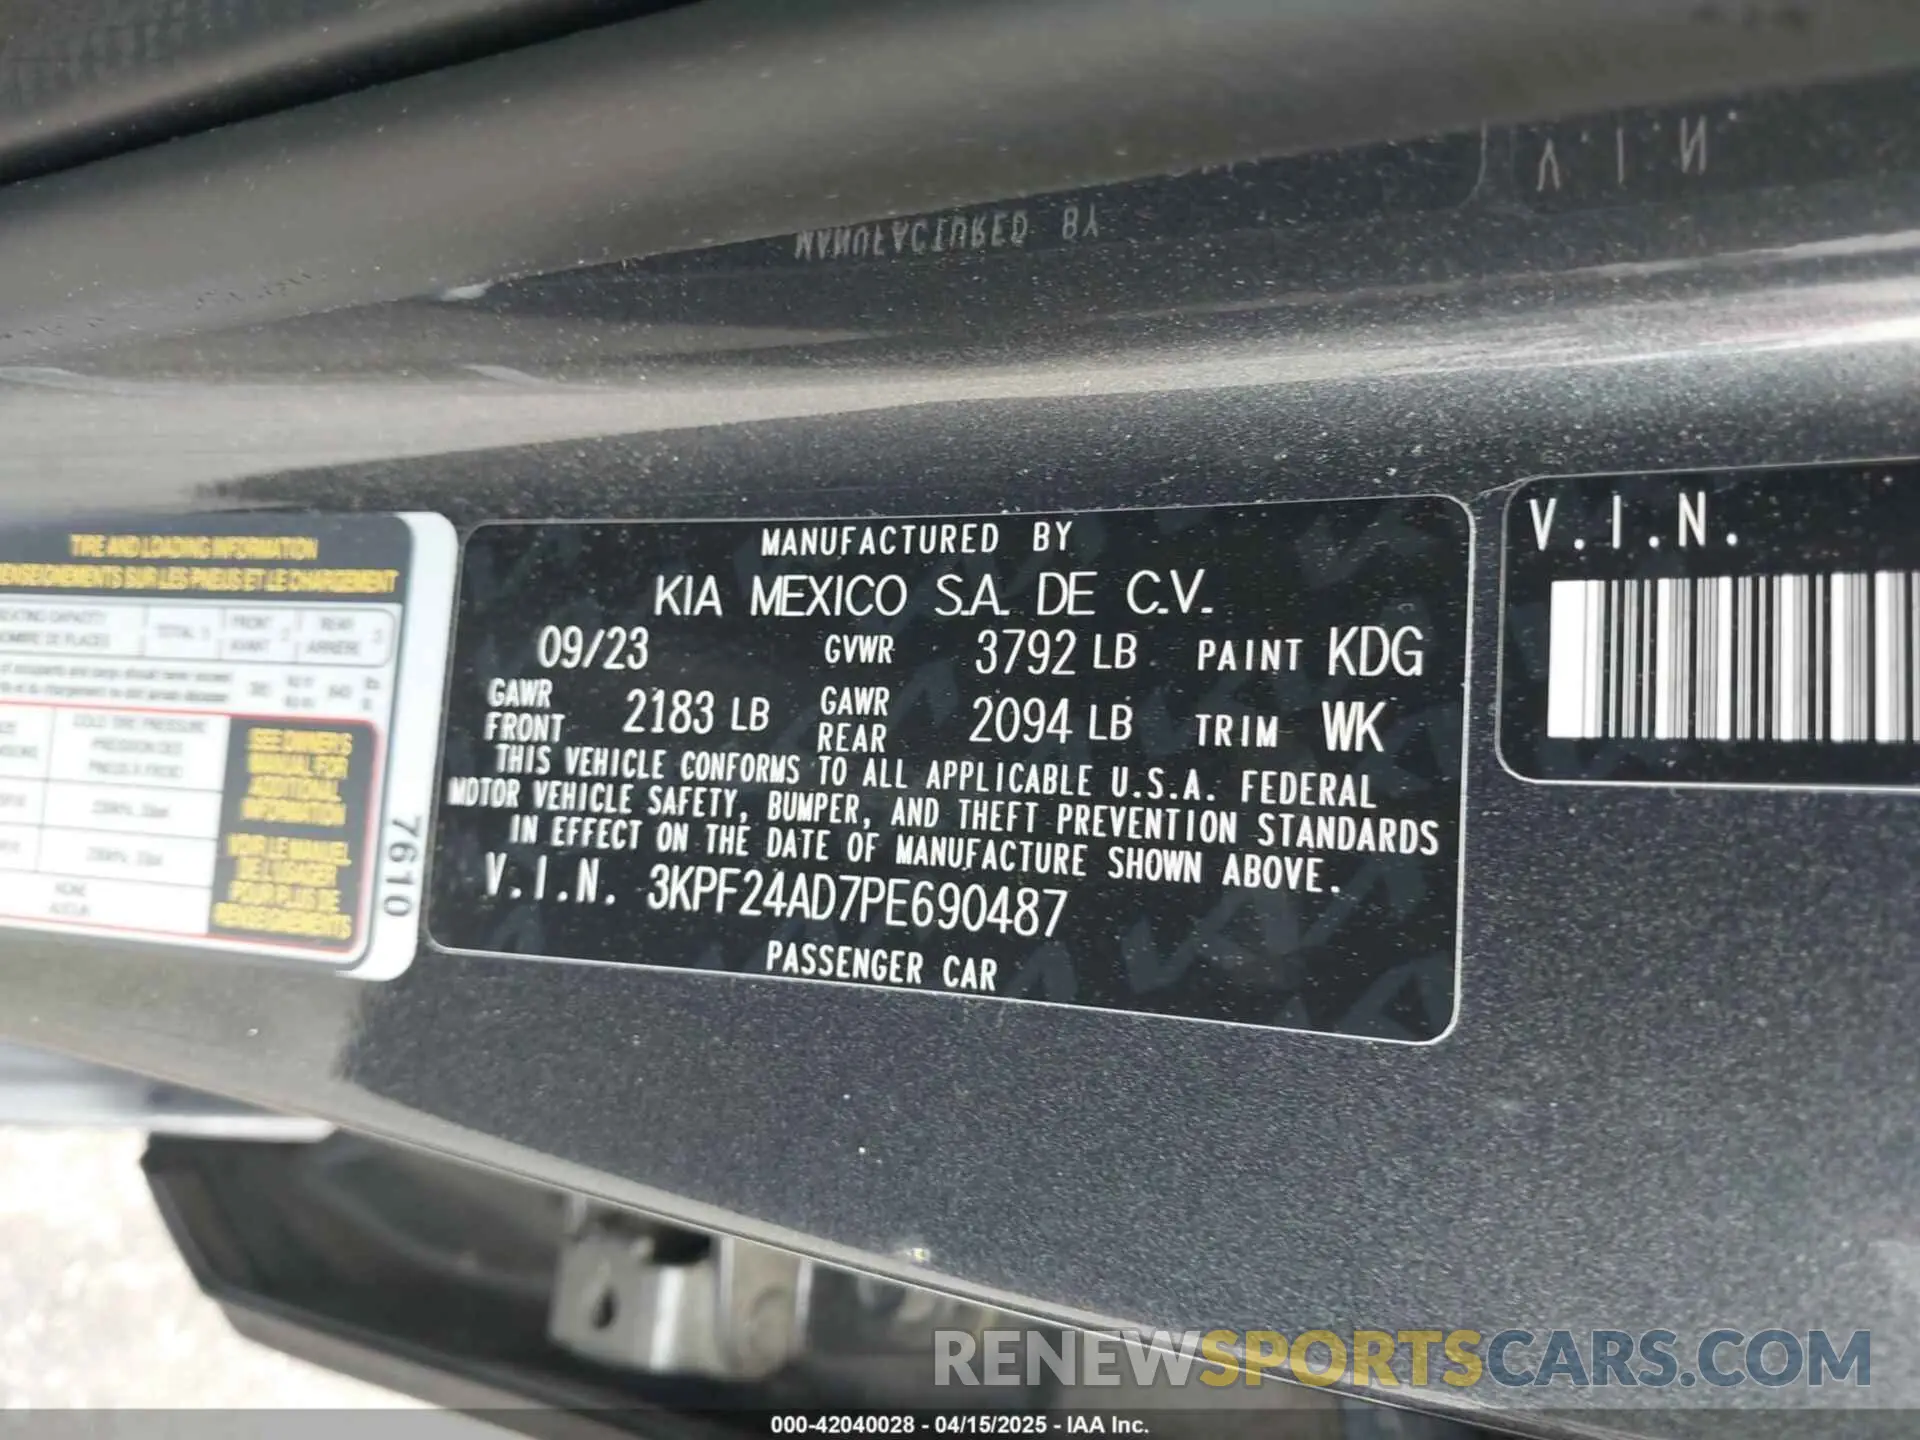 MANUFACTURED BY
V.I.N.
TIRE AND LOADING INFORMATION
RENSEIGNEMENTS SUR LES PNEUS ET LE CHARGEMENT
SEE OWNER'S
MANUAL FOR
ADDITIONAL
INFORMATION
VOIR LE MANUEL
DE L'USAGER
POUR PLUS DE
RENSEIGNEMENTS
7610
MANUFACTURED BY
KIA MEXICO S.A. DE C.V.
09/23 GVWR 3792 LB PAINT KDG
GAWR FRONT 2183 LB GAWR REAR 2094 LB TRIM WK
THIS VEHICLE CONFORMS TO ALL APPLICABLE U.S.A. FEDERAL
MOTOR VEHICLE SAFETY, BUMPER, AND THEFT PREVENTION STANDARDS
IN EFFECT ON THE DATE OF MANUFACTURE SHOWN ABOVE.
V.I.N. 3KPF24AD7PE690487
PASSENGER CAR
V.I.N.
RENEWSPORTSCARS.COM
000-42040028 - 04/15/2025 - IAA Inc.